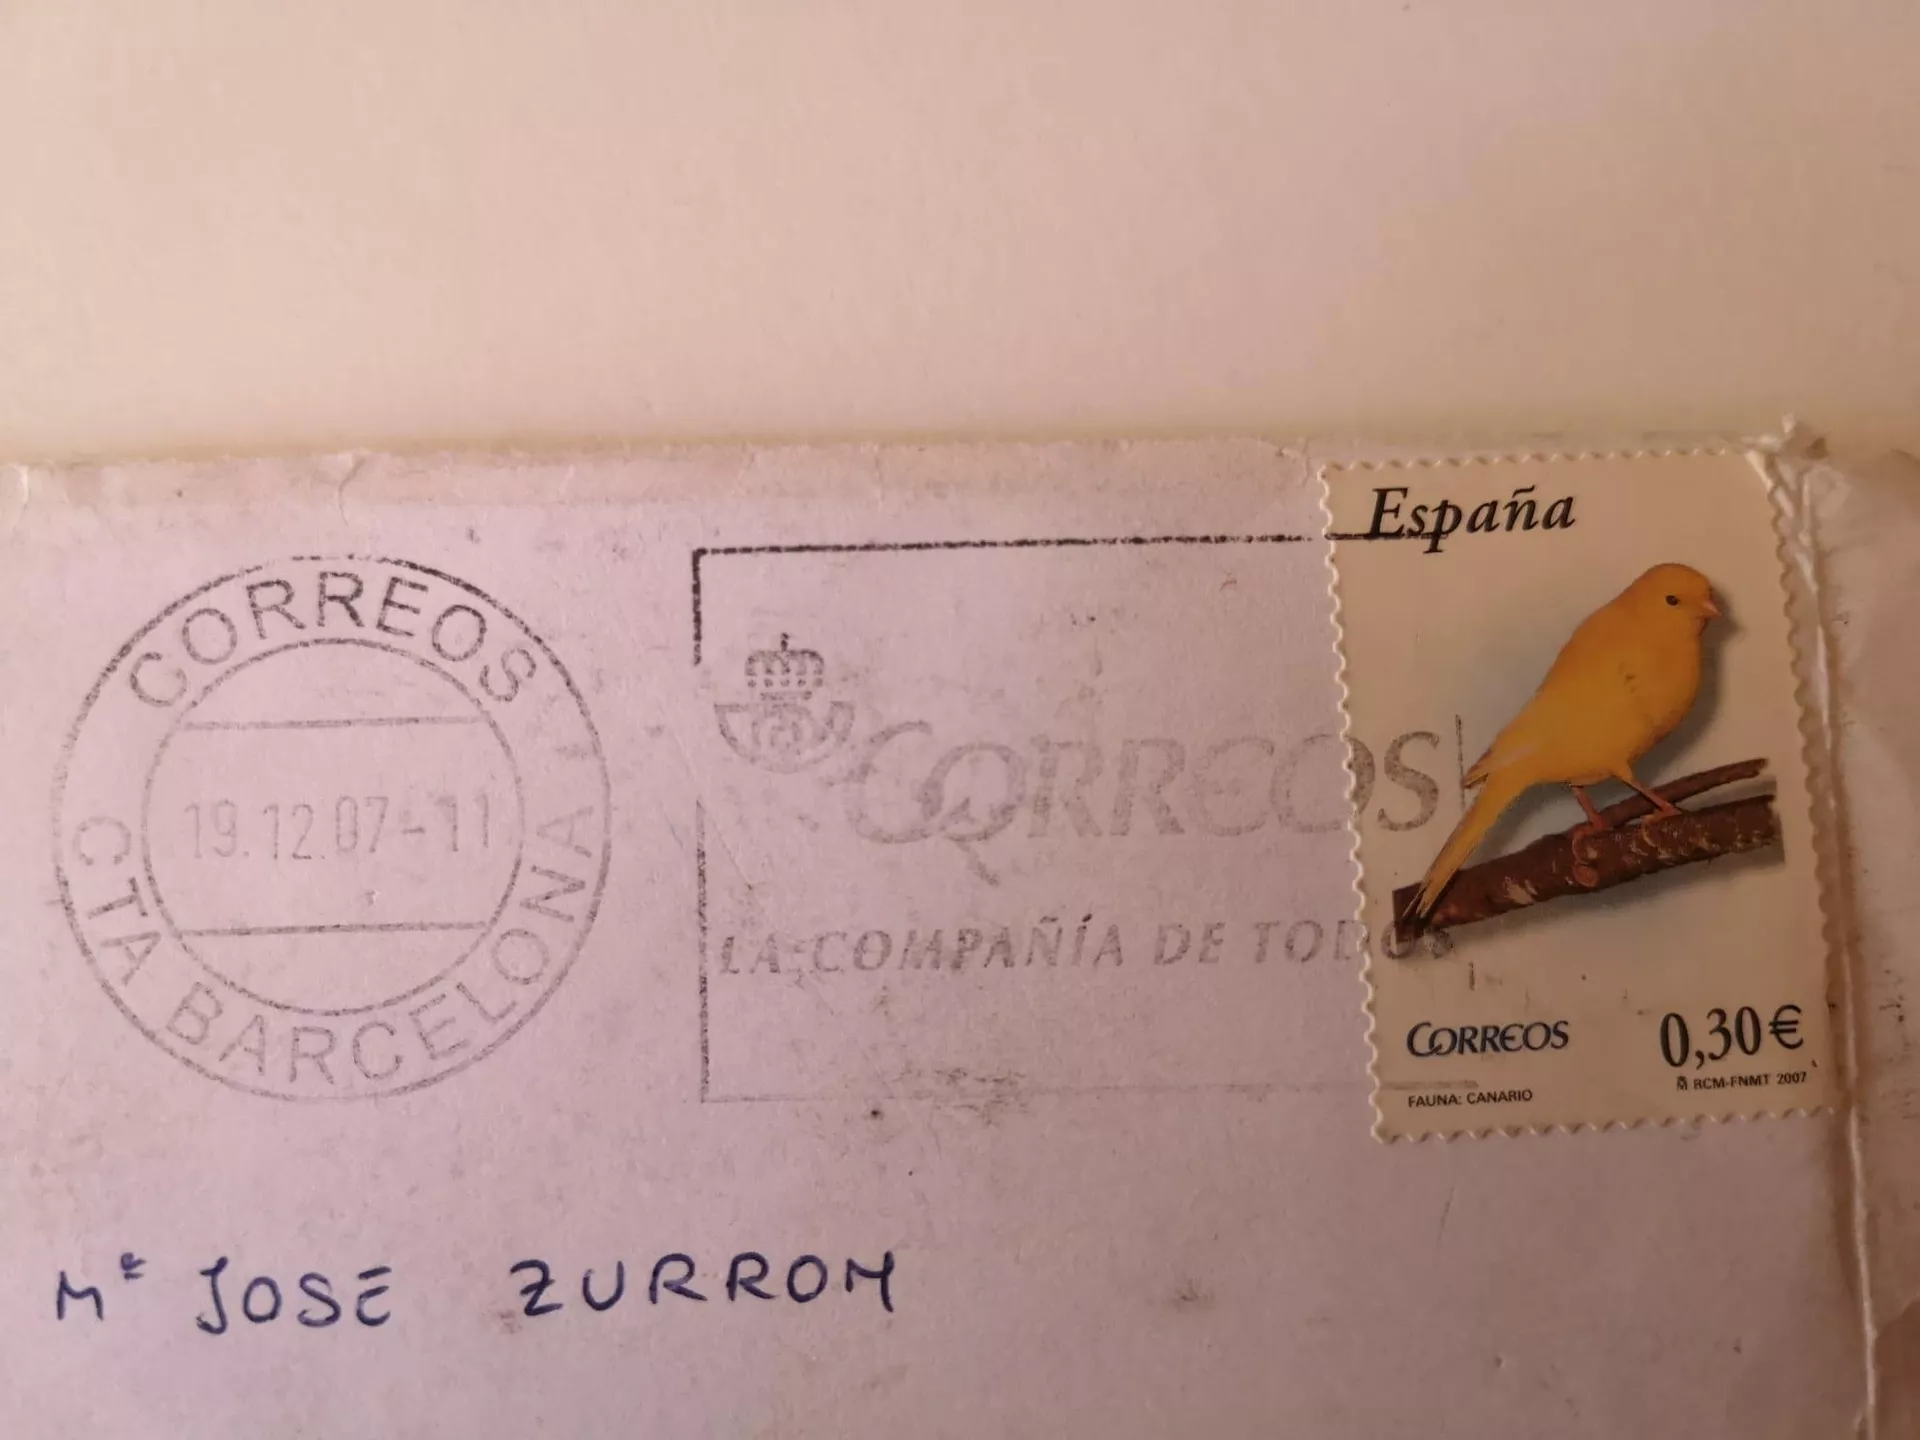 España
CORREOS
19.12.07-11
CTA BARCELONA
CORREOS
LA COMPAÑÍA DE TODOS
CORREOS
0,30€
RCM-FNMT 2007
FAUNA: CANARIO
Mª JOSE ZURRON